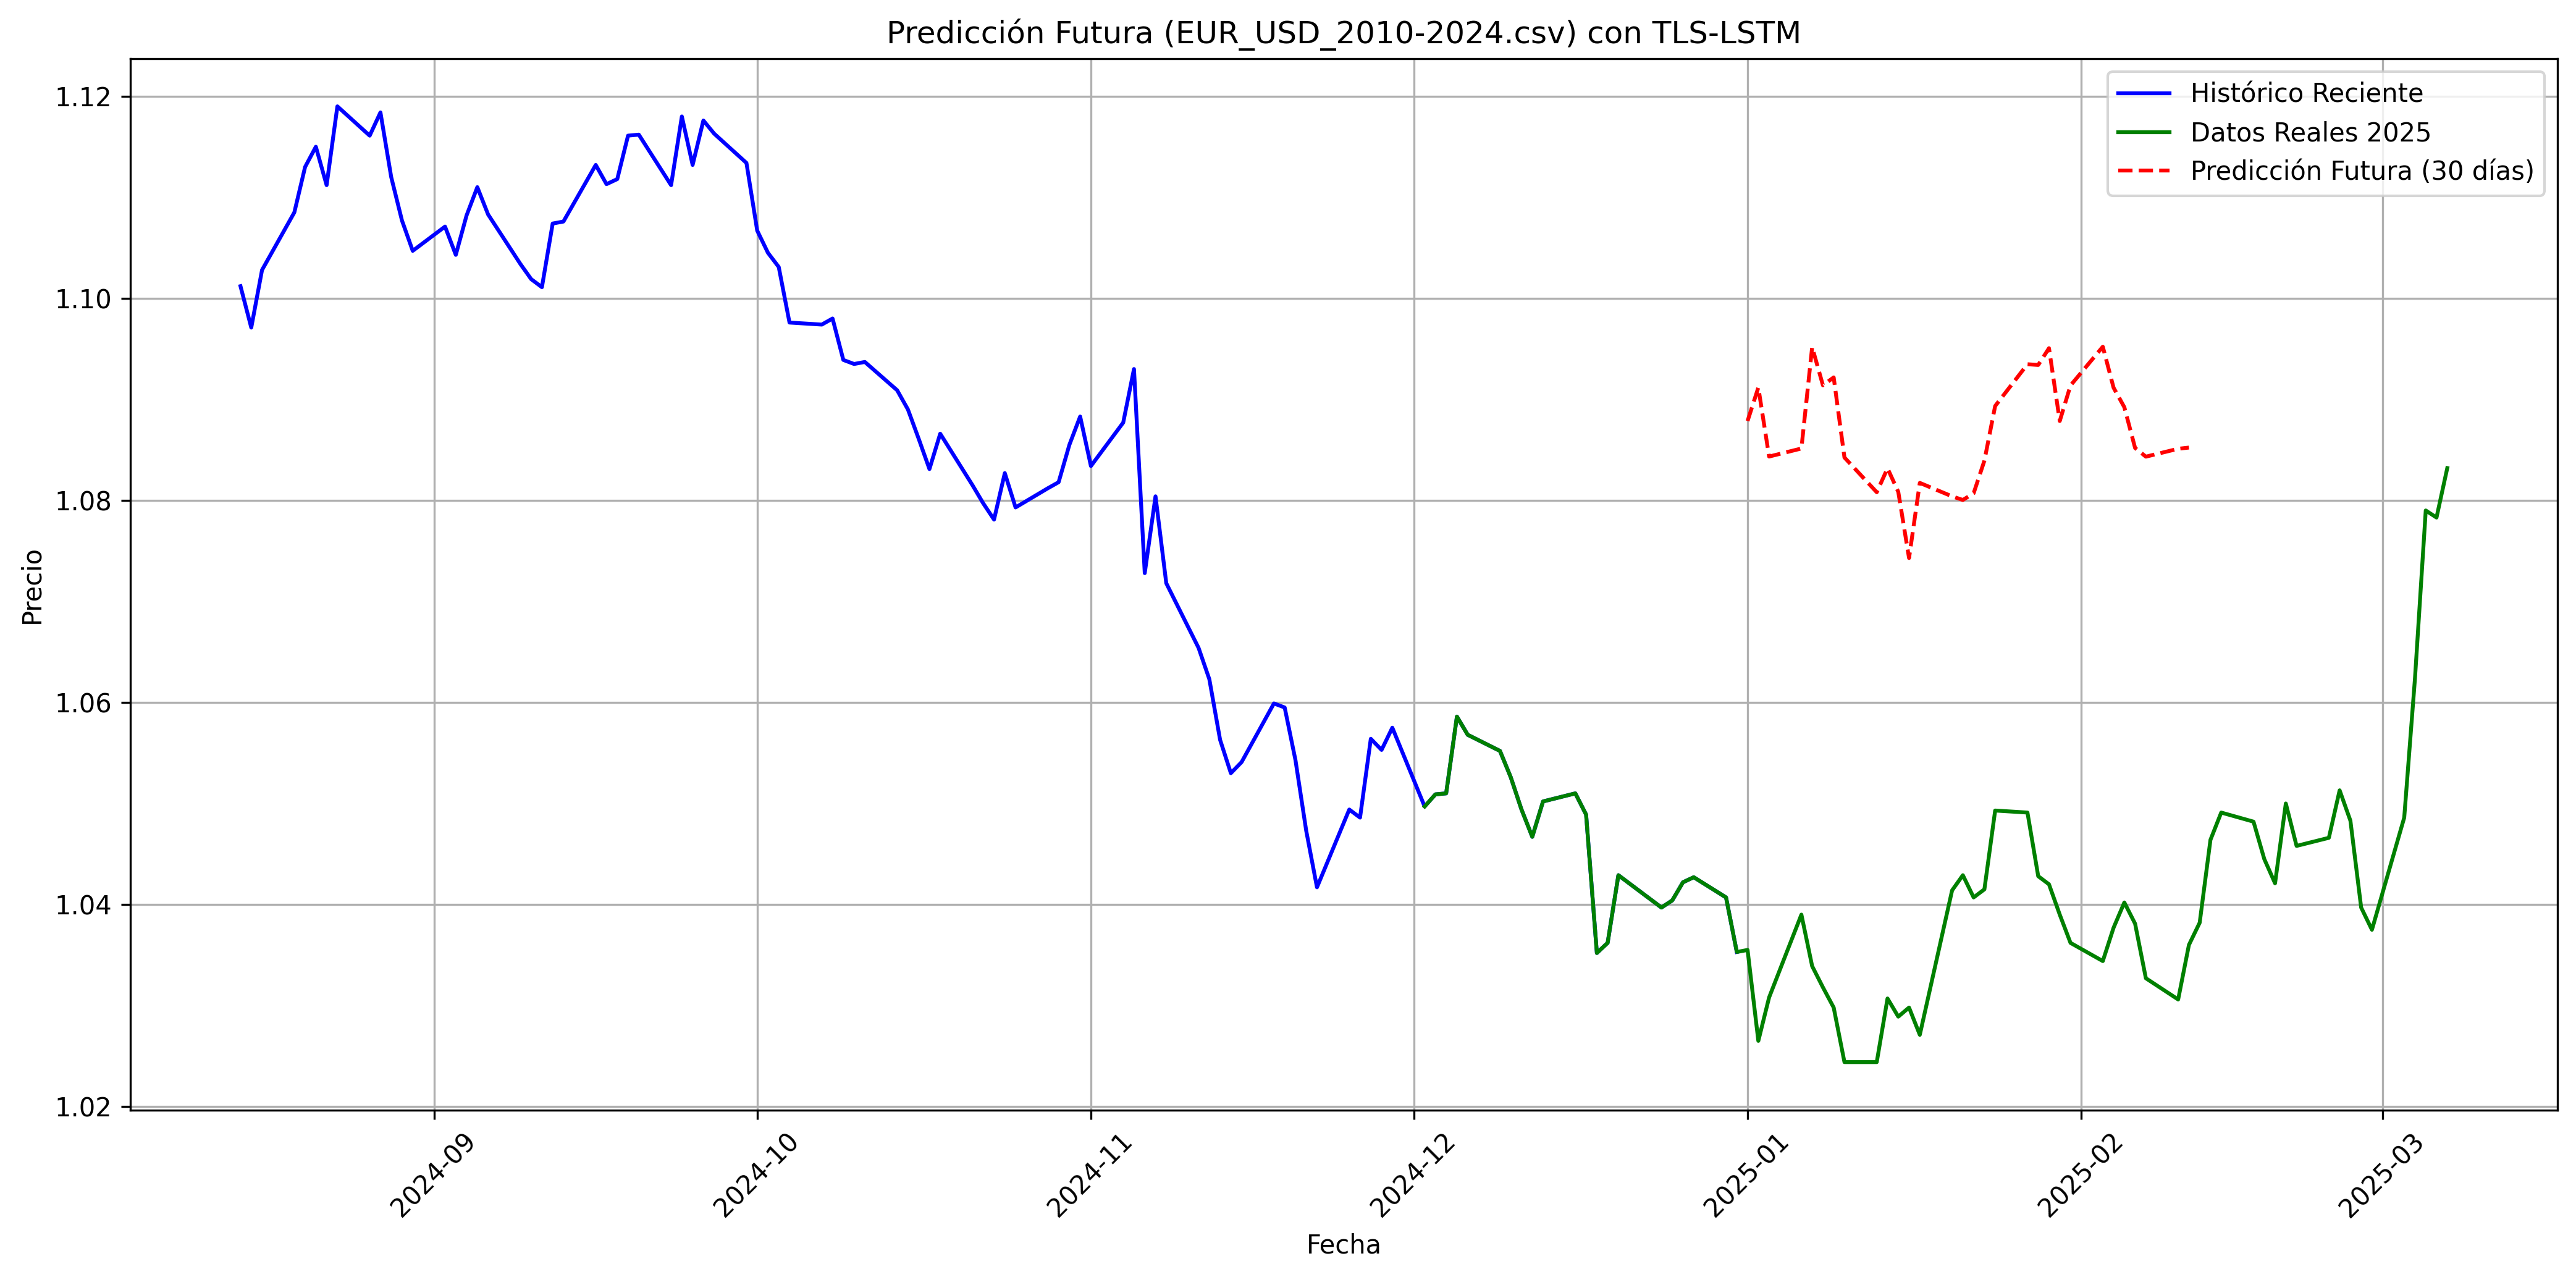 Predicción Futura (EUR_USD_2010-2024.csv) con TLS-LSTM
Histórico Reciente
Datos Reales 2025
Predicción Futura (30 días)
Precio
1.12
1.10
1.08
1.06
1.04
1.02
2024-09
2024-10
2024-11
2024-12
2025-01
2025-02
2025-03
Fecha